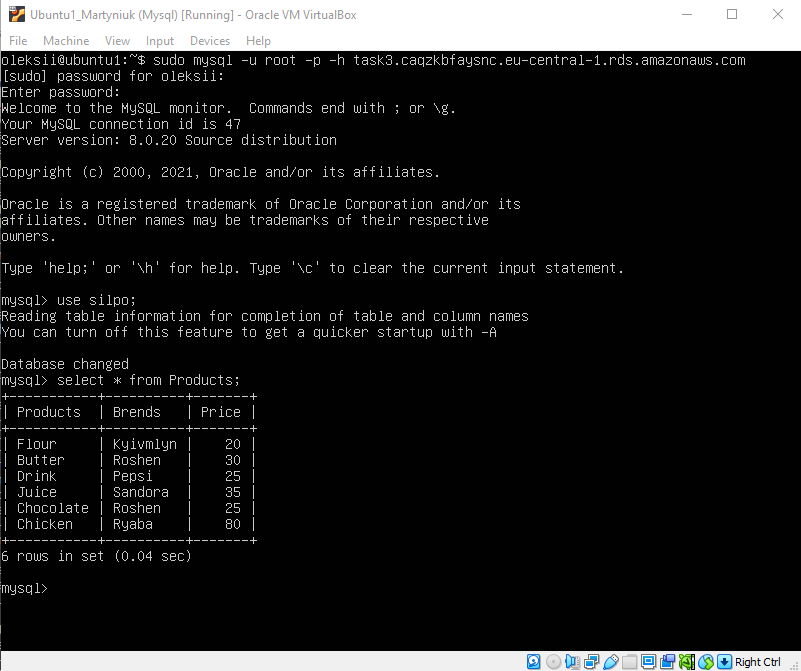 Ubuntu1_Martyniuk (Mysql) [Running] - Oracle VM VirtualBox
File Machine View Input Devices Help
oleksii@ubuntu1:~$ sudo mysql -u root -p -h task3.caqzkbfaysnc.eu-central-1.rds.amazonaws.com
[sudo] password for oleksii:
Enter password:
Welcome to the MySQL monitor.  Commands end with ; or \g.
Your MySQL connection id is 47
Server version: 8.0.20 Source distribution
Copyright (c) 2000, 2021, Oracle and/or its affiliates.
Oracle is a registered trademark of Oracle Corporation and/or its
affiliates. Other names may be trademarks of their respective
owners.
Type 'help;' or '\h' for help. Type '\c' to clear the current input statement.
mysql> use silpo;
Reading table information for completion of table and column names
You can turn off this feature to get a quicker startup with -A
Database changed
mysql> select * from Products;
+-----------+----------+-------+
| Products  | Brends   | Price |
+-----------+----------+-------+
| Flour     | Kyivmlyn |    20 |
| Butter    | Roshen   |    30 |
| Drink     | Pepsi    |    25 |
| Juice     | Sandora  |    35 |
| Chocolate | Roshen   |    25 |
| Chicken   | Ryaba    |    80 |
+-----------+----------+-------+
6 rows in set (0.04 sec)
mysql>
Right Ctrl